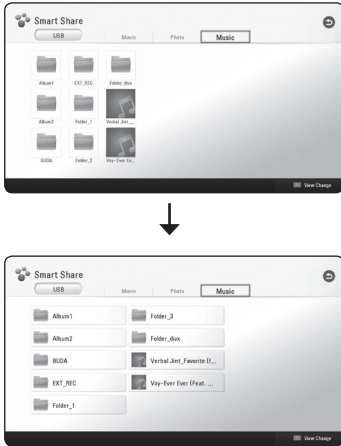 Smart Share
USB Movie Photo Music
Album1 EXT_REC Folder_divx
Album2 Folder_1 Verbal Jint_...
BUDA Folder_3 Voy-Ever Ev...
View Change
Smart Share
USB Movie Photo Music
Album1 Folder_3
Album2 Folder_divx
BUDA Verbal Jint_Favorite (f...
EXT_REC Voy-Ever Ever (Feat. ...
Folder_1
View Change